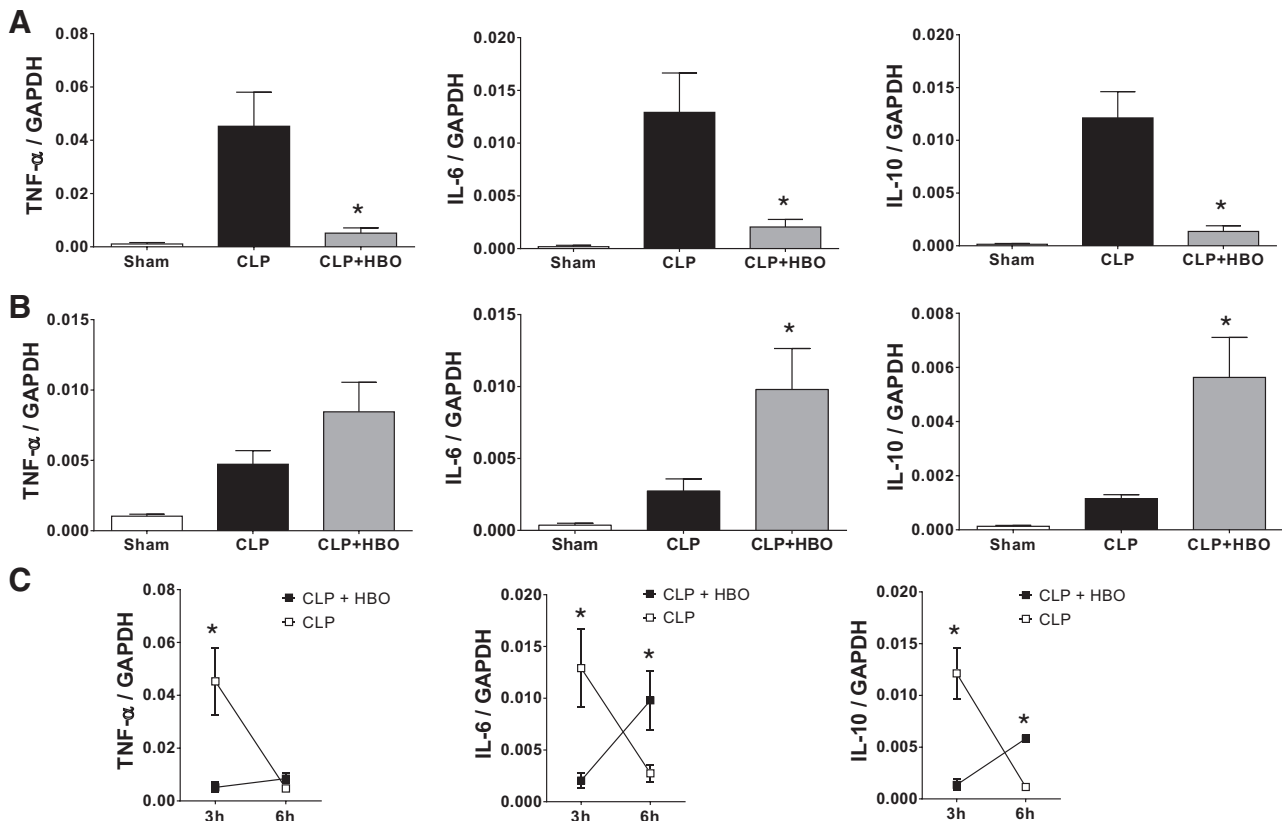 A
TNF-α / GAPDH
0.08
0.06
0.04
0.02
0.00
*
Sham CLP CLP+HBO
IL-6 / GAPDH
0.020
0.015
0.010
0.005
0.000
*
Sham CLP CLP+HBO
IL-10 / GAPDH
0.020
0.015
0.010
0.005
0.000
*
Sham CLP CLP+HBO
B
TNF-α / GAPDH
0.015
0.010
0.005
0.000
Sham CLP CLP+HBO
IL-6 / GAPDH
0.015
0.010
0.005
0.000
*
Sham CLP CLP+HBO
IL-10 / GAPDH
0.008
0.006
0.004
0.002
0.000
*
Sham CLP CLP+HBO
C
TNF-α / GAPDH
0.08
0.06
0.04
0.02
0.00
CLP + HBO
CLP
*
3h 6h
IL-6 / GAPDH
0.020
0.015
0.010
0.005
0.000
CLP + HBO
CLP
*
*
3h 6h
IL-10 / GAPDH
0.020
0.015
0.010
0.005
0.000
CLP + HBO
CLP
*
*
3h 6h